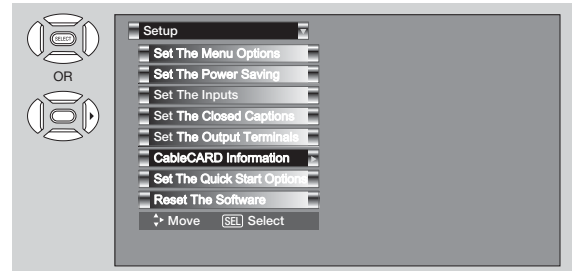 SELECT
OR
Setup
Set The Menu Options
Set The Power Saving
Set The Inputs
Set The Closed Captions
Set The Output Terminals
CableCARD Information
Set The Quick Start Options
Reset The Software
Move SEL Select